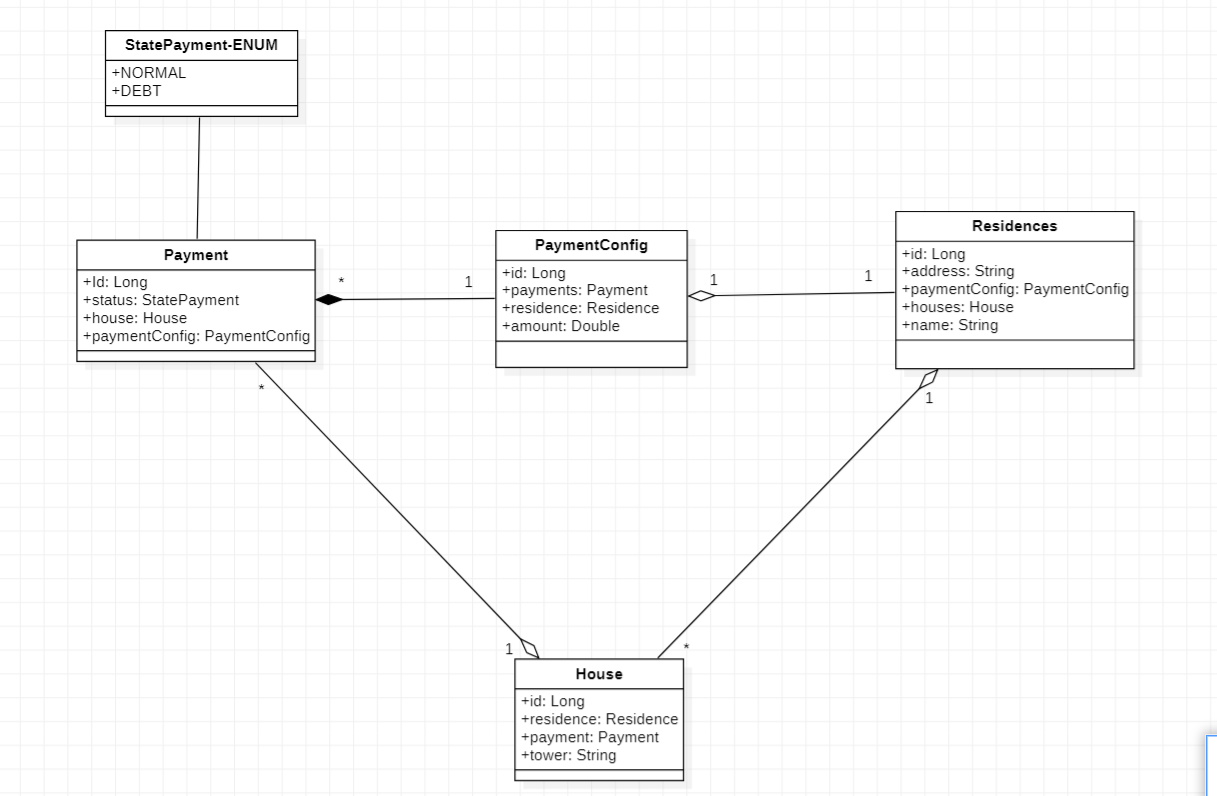 StatePayment-ENUM
+NORMAL
+DEBT
Payment
+Id: Long
+status: StatePayment
+house: House
+paymentConfig: PaymentConfig
*
1
PaymentConfig
+id: Long
+payments: Payment
+residence: Residence
+amount: Double
1
1
Residences
+id: Long
+address: String
+paymentConfig: PaymentConfig
+houses: House
+name: String
*
1
1
*
House
+id: Long
+residence: Residence
+payment: Payment
+tower: String